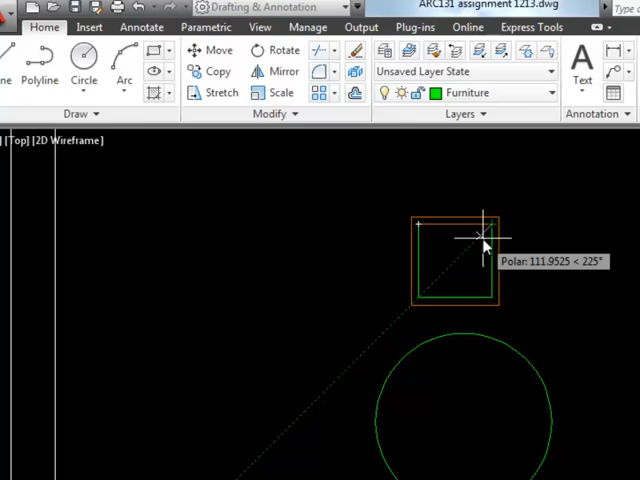 Drafting & Annotation
ARC131 assignment 1213.dwg
Type
Home Insert Annotate Parametric View Manage Output Plug-ins Online Express Tools
Polyline
Circle
Arc
Move
Rotate
Copy
Mirror
Stretch
Scale
Unsaved Layer State
Furniture
Text
Draw
Modify
Layers
Annotation
] [Top] [2D Wireframe]
Polar: 111.9525 < 225°